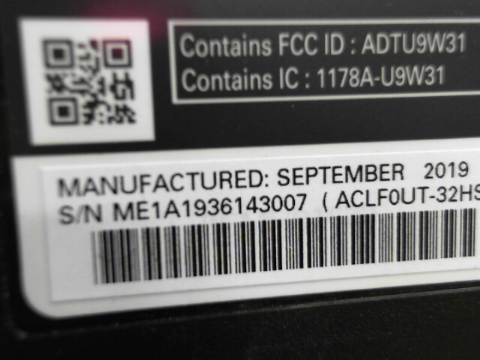 Contains FCC ID : ADTU9W31
Contains IC : 1178A-U9W31
MANUFACTURED: SEPTEMBER 2019
S/N ME1A1936143007 ( ACLF0UT-32HS